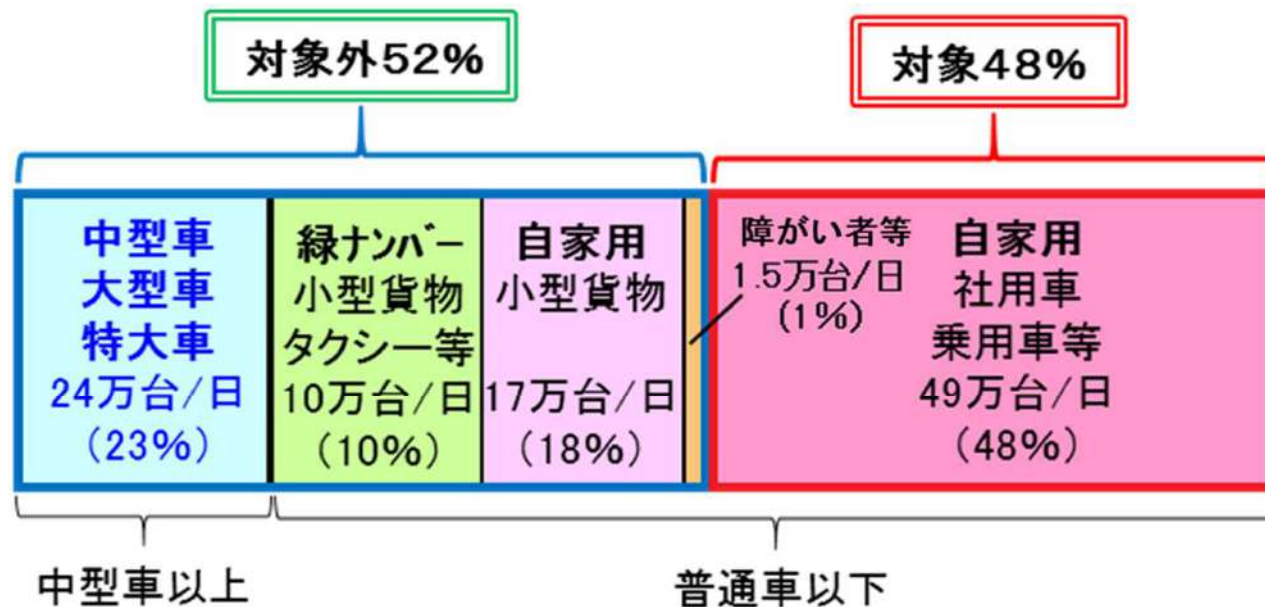 対象外52%
対象48%
中型車
大型車
特大車
24万台/日
(23%)
緑ナンバー
小型貨物
タクシー等
10万台/日
(10%)
自家用
小型貨物
17万台/日
(18%)
障がい者等
1.5万台/日
(1%)
自家用
社用車
乗用車等
49万台/日
(48%)
中型車以上
普通車以下